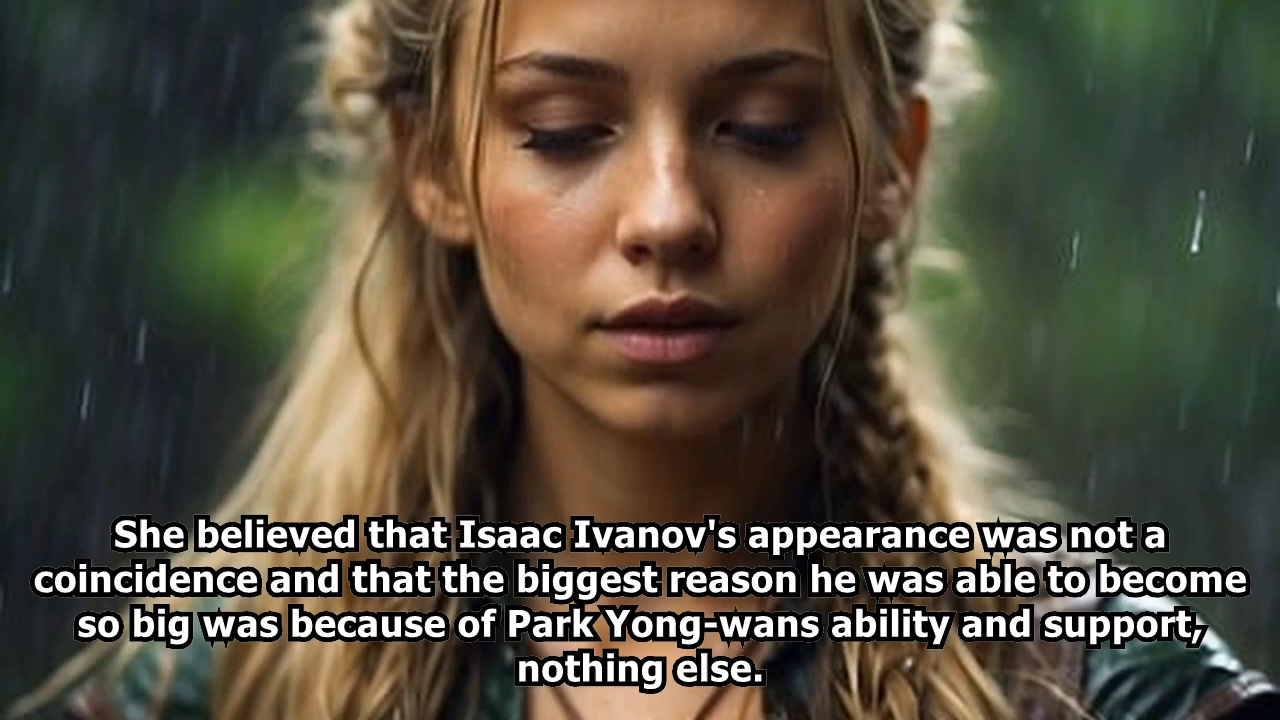 She believed that Isaac Ivanov's appearance was not a
coincidence and that the biggest reason he was able to become
so big was because of Park Yong-wans ability and support,
nothing else.